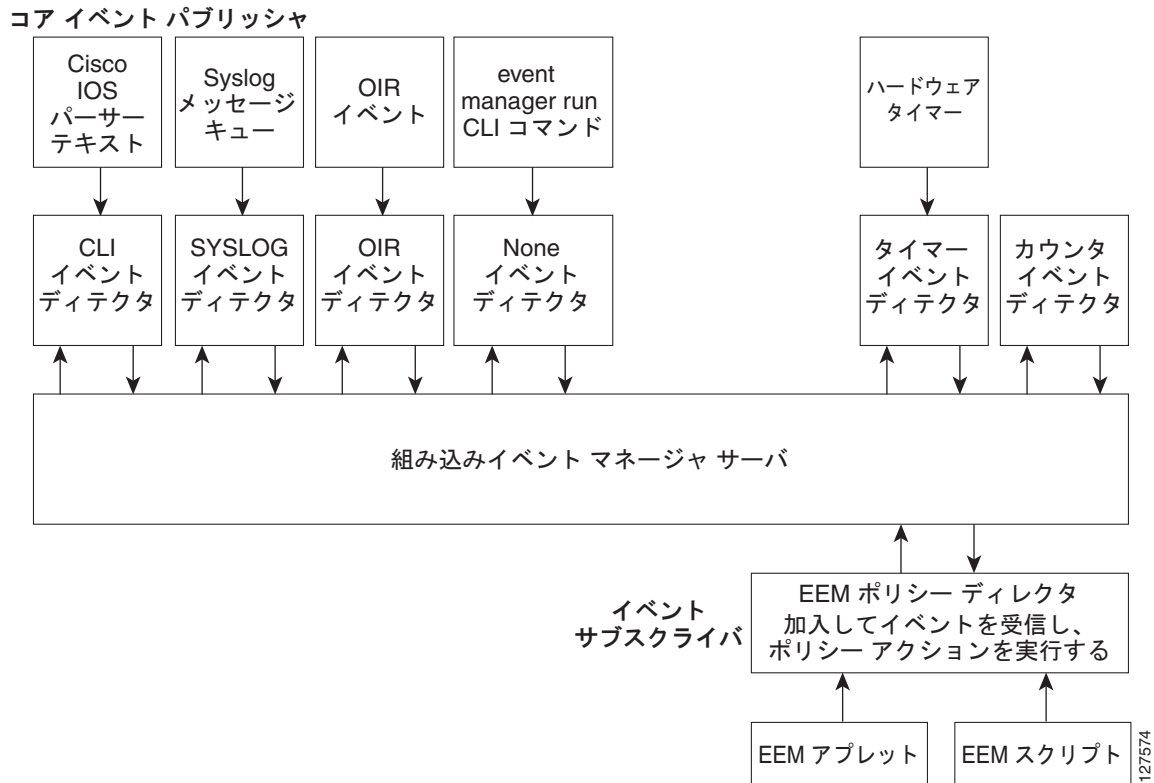 コア イベント パブリッシャ
Cisco
IOS
パーサー
テキスト
Syslog
メッセージ
キュー
OIR
イベント
event
manager run
CLI コマンド
ハードウェア
タイマー
CLI
イベント
ディテクタ
SYSLOG
イベント
ディテクタ
OIR
イベント
ディテクタ
None
イベント
ディテクタ
タイマー
イベント
ディテクタ
カウンタ
イベント
ディテクタ
組み込みイベント マネージャ サーバ
イベント
サブスクライバ
EEM ポリシー ディレクタ
加入してイベントを受信し、
ポリシー アクションを実行する
EEM アプレット
EEM スクリプト
127574